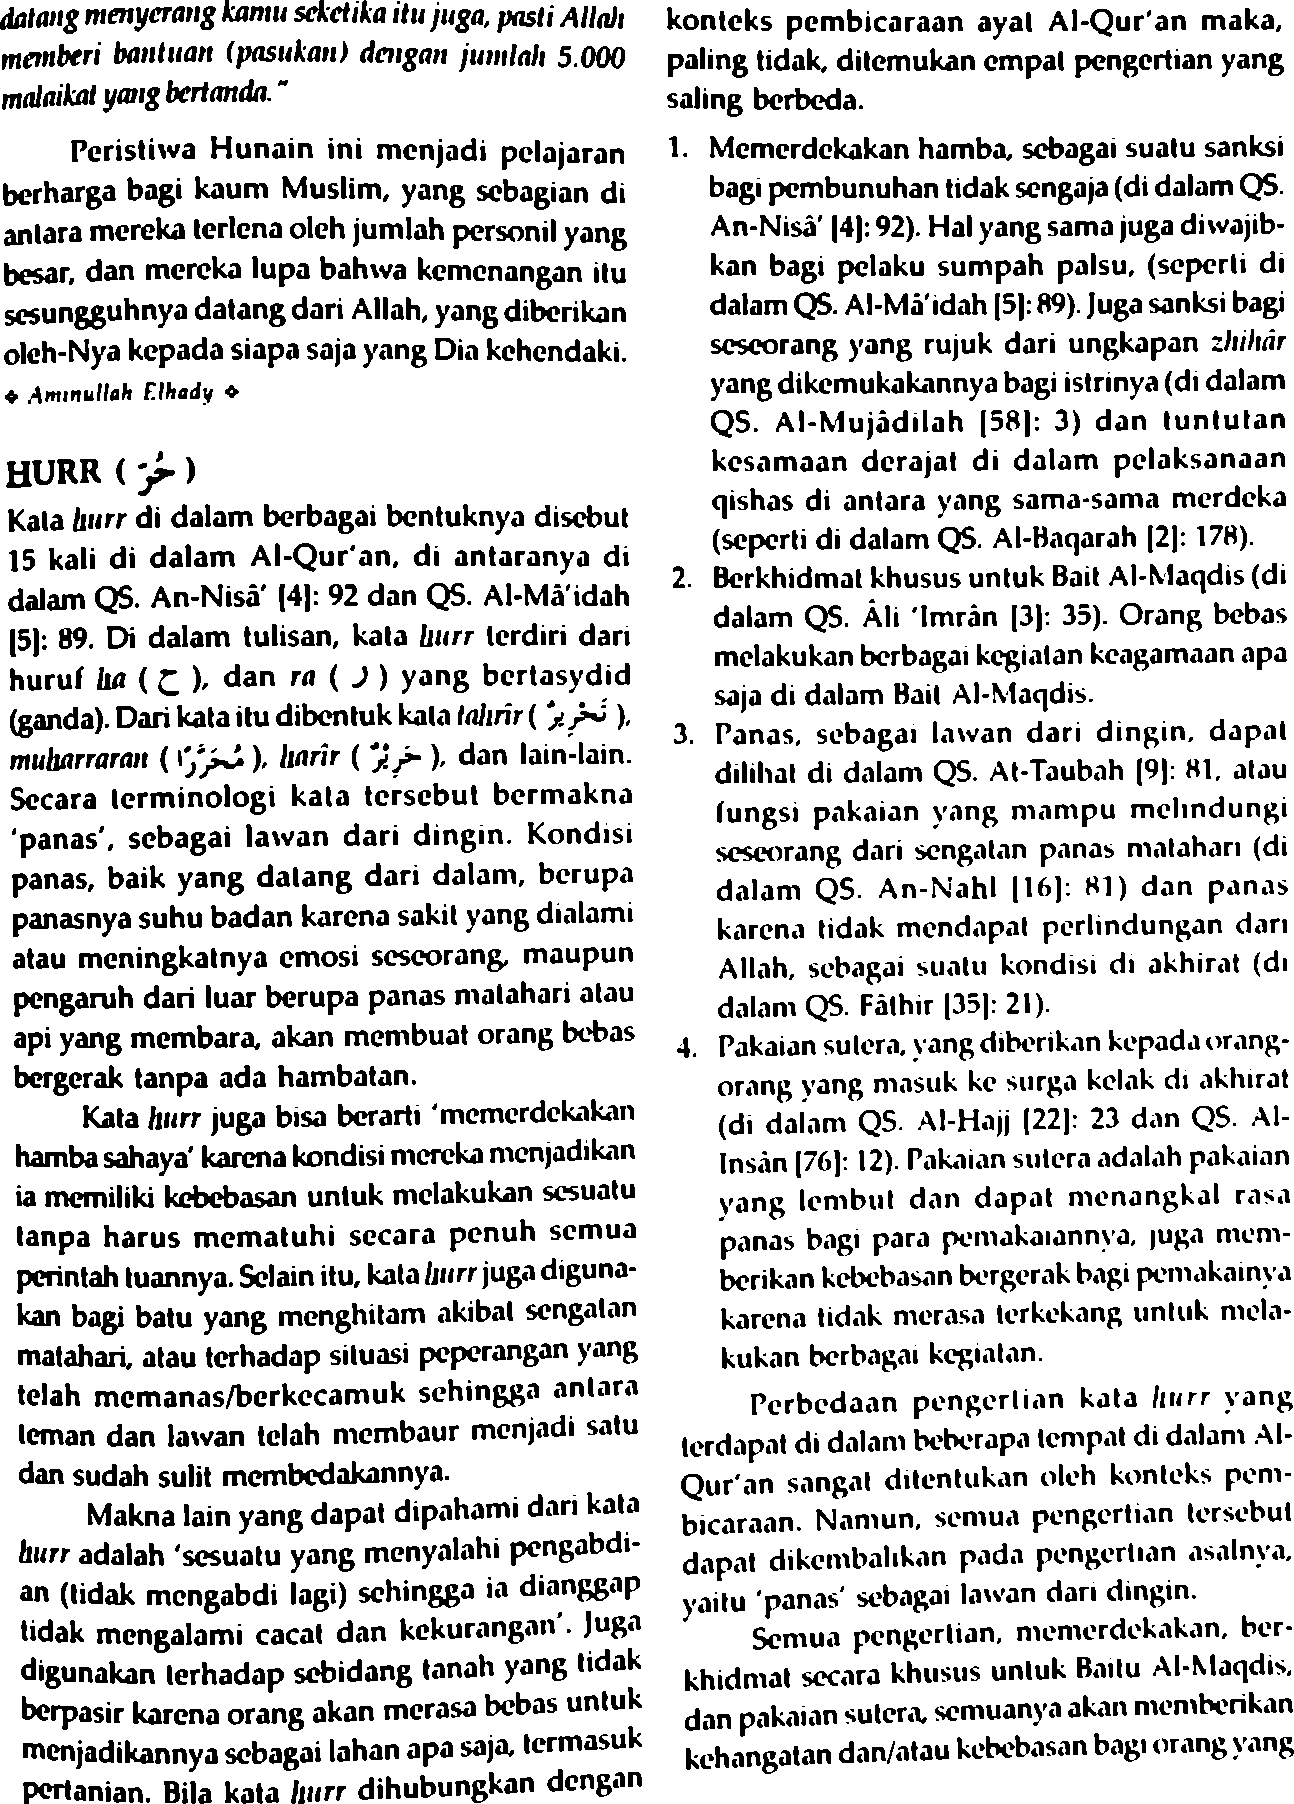 datang menyerang kamu seketika itu juga, pasti Allah
memberi bantuan (pasukan) dengan jumlah 5.000
malaikat yang bertanda."
Peristiwa Hunain ini menjadi pelajaran
berharga bagi kaum Muslim, yang sebagian di
antara mereka terlena oleh jumlah personil yang
besar, dan mereka lupa bahwa kemenangan itu
sesungguhnya datang dari Allah, yang diberikan
oleh-Nya kepada siapa saja yang Dia kehendaki.
❖ Aminullah Elhady ❖
HURR ( حُرّ )
Kata hurr di dalam berbagai bentuknya disebut
15 kali di dalam Al-Qur'an, di antaranya di
dalam QS. An-Nisâ' [4]: 92 dan QS. Al-Mâ'idah
[5]: 89. Di dalam tulisan, kata hurr terdiri dari
huruf ha ( ح ), dan ra ( ر ) yang bertasydid
(ganda). Dari kata itu dibentuk kata tahrîr ( تَحْرِيْرٌ ),
muharraran ( مُحَرَّرًا ), harîr ( حَرِيْرٌ ), dan lain-lain.
Secara terminologi kata tersebut bermakna
'panas', sebagai lawan dari dingin. Kondisi
panas, baik yang datang dari dalam, berupa
panasnya suhu badan karena sakit yang dialami
atau meningkatnya emosi seseorang, maupun
pengaruh dari luar berupa panas matahari atau
api yang membara, akan membuat orang bebas
bergerak tanpa ada hambatan.
Kata hurr juga bisa berarti 'memerdekakan
hamba sahaya' karena kondisi mereka menjadikan
ia memiliki kebebasan untuk melakukan sesuatu
tanpa harus mematuhi secara penuh semua
perintah tuannya. Selain itu, kata hurr juga diguna-
kan bagi batu yang menghitam akibat sengatan
matahari, atau terhadap situasi peperangan yang
telah memanas/berkecamuk sehingga antara
teman dan lawan telah membaur menjadi satu
dan sudah sulit membedakannya.
Makna lain yang dapat dipahami dari kata
hurr adalah 'sesuatu yang menyalahi pengabdi-
an (tidak mengabdi lagi) sehingga ia dianggap
tidak mengalami cacat dan kekurangan'. Juga
digunakan terhadap sebidang tanah yang tidak
berpasir karena orang akan merasa bebas untuk
menjadikannya sebagai lahan apa saja, termasuk
pertanian. Bila kata hurr dihubungkan dengan
konteks pembicaraan ayat Al-Qur'an maka,
paling tidak, ditemukan empat pengertian yang
saling berbeda.
1. Memerdekakan hamba, sebagai suatu sanksi
bagi pembunuhan tidak sengaja (di dalam QS.
An-Nisâ' [4]: 92). Hal yang sama juga diwajib-
kan bagi pelaku sumpah palsu, (seperti di
dalam QS. Al-Mâ'idah [5]: 89). Juga sanksi bagi
seseorang yang rujuk dari ungkapan zhihâr
yang dikemukakannya bagi istrinya (di dalam
QS. Al-Mujâdilah [58]: 3) dan tuntutan
kesamaan derajat di dalam pelaksanaan
qishas di antara yang sama-sama merdeka
(seperti di dalam QS. Al-Baqarah [2]: 178).
2. Berkhidmat khusus untuk Bait Al-Maqdis (di
dalam QS. Âli 'Imrân [3]: 35). Orang bebas
melakukan berbagai kegiatan keagamaan apa
saja di dalam Bait Al-Maqdis.
3. Panas, sebagai lawan dari dingin, dapat
dilihat di dalam QS. At-Taubah [9]: 81, atau
fungsi pakaian yang mampu melindungi
seseorang dari sengatan panas matahari (di
dalam QS. An-Nahl [16]: 81) dan panas
karena tidak mendapat perlindungan dari
Allah, sebagai suatu kondisi di akhirat (di
dalam QS. Fâthir [35]: 21).
4. Pakaian sutera, yang diberikan kepada orang-
orang yang masuk ke surga kelak di akhirat
(di dalam QS. Al-Hajj [22]: 23 dan QS. Al-
Insân [76]: 12). Pakaian sutera adalah pakaian
yang lembut dan dapat menangkal rasa
panas bagi para pemakaiannya, juga mem-
berikan kebebasan bergerak bagi pemakainya
karena tidak merasa terkekang untuk mela-
kukan berbagai kegiatan.
Perbedaan pengertian kata hurr yang
terdapat di dalam beberapa tempat di dalam Al-
Qur'an sangat ditentukan oleh konteks pem-
bicaraan. Namun, semua pengertian tersebut
dapat dikembalikan pada pengertian asalnya,
yaitu 'panas' sebagai lawan dari dingin.
Semua pengertian, memerdekakan, ber-
khidmat secara khusus untuk Baitu Al-Maqdis,
dan pakaian sutera, semuanya akan memberikan
kehangatan dan/atau kebebasan bagi orang yang